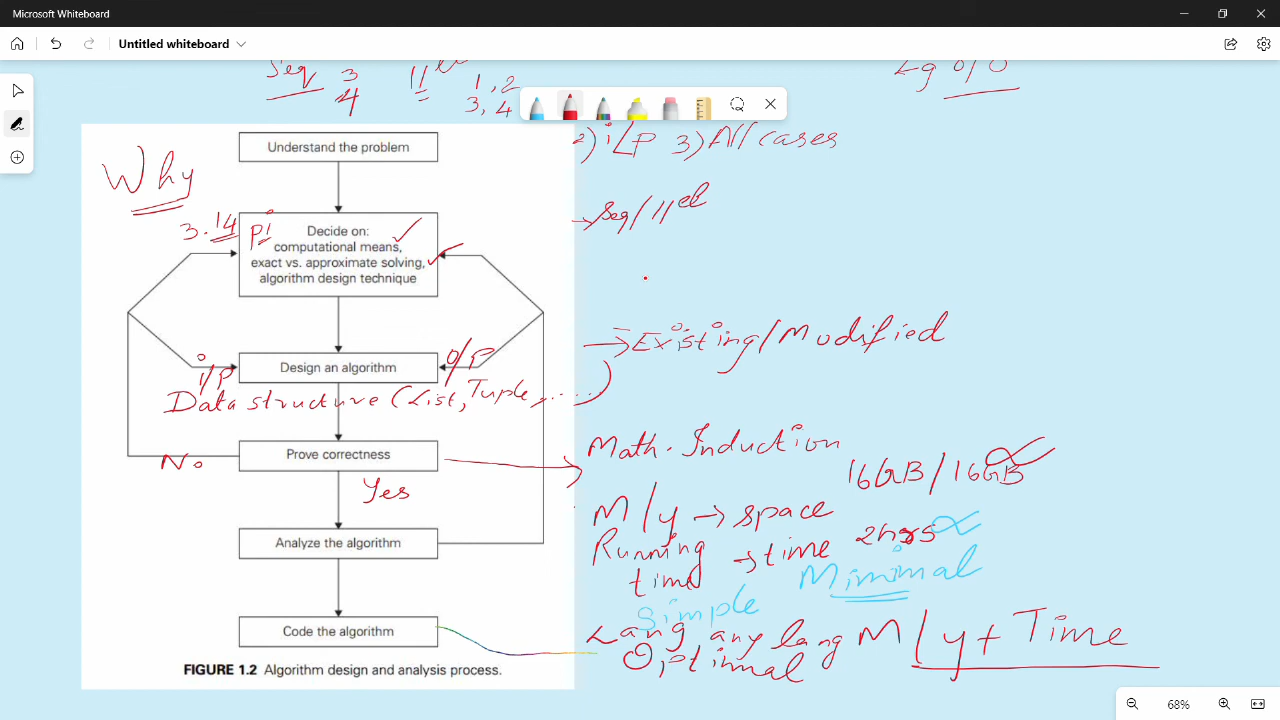 Microsoft Whiteboard
Untitled whiteboard
Seq 3 11el 1,2
4 3,4
Understand the problem
2) i/P 3) All cases
Why
→ Seq/11el
3.14 pi
Decide on:
computational means,
exact vs. approximate solving,
algorithm design technique
→ Existing/Modified
i/P Design an algorithm O/P
Data structure (List, Tuple, .....)
Prove correctness
Math. Induction
No
Yes
16GB/16GB
M/y → space
Analyze the algorithm
Running time → time 2hrs
Minimal
Simple
Code the algorithm
Lang any lang M/y + Time
Optimal
FIGURE 1.2 Algorithm design and analysis process.
68%